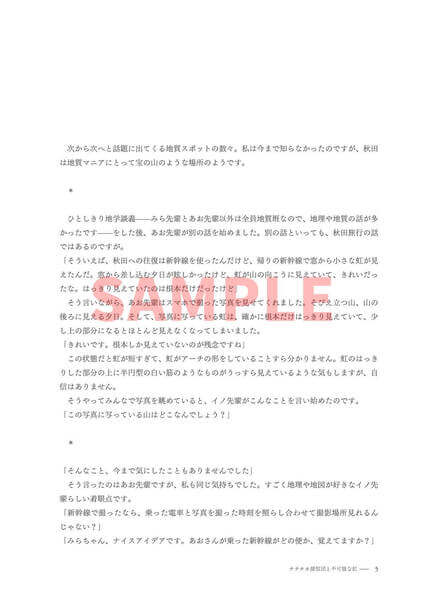 次から次へと話題に出てくる地質スポットの数々。私は今まで知らなかったのですが、秋田
は地質マニアにとって宝の山のような場所のようです。
＊
ひとしきり地学談義――みら先輩とあお先輩以外は全員地質班なので、地理や地質の話が多
かったです――をした後、あお先輩が別の話を始めました。別の話といっても、秋田旅行の話
ではあるのですが。
「そういえば、秋田への往復は新幹線を使ったんだけど、帰りの新幹線で窓から小さな虹が見
えたんだ。窓から差し込む夕日が眩しかったけど、虹が山の向こうに見えていて、きれいだっ
たな。はっきり見えていたのは根本だけだったけど」
そう言いながら、あお先輩はスマホで撮った写真を見せてくれました。そびえ立つ山、山の
後ろに見える夕日。そして、写真に写っている虹は、確かに根本だけはっきり見えていて、少
し上の部分になるとほとんど見えなくなってしまいました。
SAMPLE
「きれいです。根本しか見えていないのが残念ですね」
この状態だと虹が短すぎて、虹がアーチの形をしていることすら分かりません。虹のはっき
りした部分の上に半円型の白い筋のようなものがうっすら見えているような気もしますが、自
信はありません。
そうやってみんなで写真を眺めていると、イノ先輩がこんなことを言い始めたのです。
「この写真に写っている山はどこなんでしょう？」
＊
「そんなこと、今まで気にしたこともありませんでした」
そう言ったのはあお先輩ですが、私も同じ気持ちでした。すごく地理や地図が好きなイノ先
輩らしい着眼点です。
「新幹線で撮ったなら、乗った電車と写真を撮った時刻を照らし合わせて撮影場所見れるん
じゃない？」
「みらちゃん、ナイスアイデアです。あおさんが乗った新幹線がどの便か、覚えてますか？」